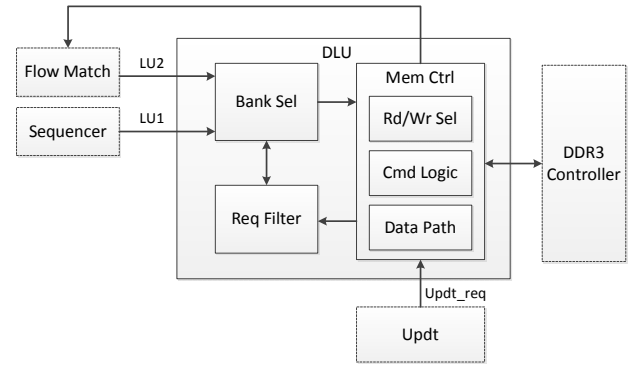 DLU
Flow Match
LU2
Bank Sel
Mem Ctrl
Rd/Wr Sel
Sequencer
LU1
Cmd Logic
DDR3
Controller
Req Filter
Data Path
Updt_req
Updt